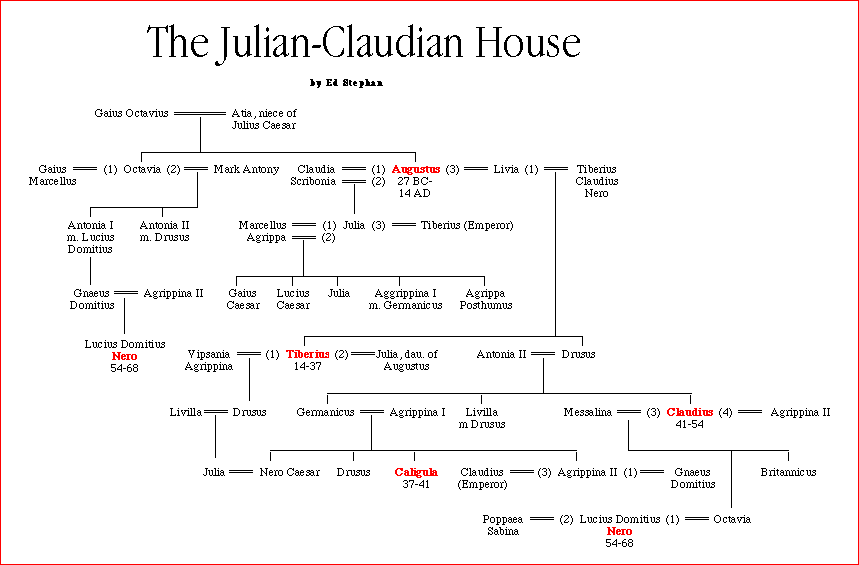 The Julian-Claudian House
by Ed Stephan
Gaius Octavius Atia, niece of
Julius Caesar
Gaius (1) Octavia (2) Mark Antony Claudia (1) Augustus (3) Livia (1) Tiberius
Marcellus Scribonia (2) 27 BC- Claudius
14 AD Nero
Antonia I Antonia II Marcellus (1) Julia (3) Tiberius (Emperor)
m. Lucius m. Drusus Agrippa (2)
Domitius
Gnaeus Agrippina II Gaius Lucius Julia Aggrippina I Agrippa
Domitius Caesar Caesar m. Germanicus Posthumus
Lucius Domitius Vipsania (1) Tiberius (2) Julia, dau. of Antonia II Drusus
Nero Agrippina 14-37 Augustus
54-68
Livilla Drusus Germanicus Agrippina I Livilla Messalina (3) Claudius (4) Agrippina II
m Drusus 41-54
Julia Nero Caesar Drusus Caligula Claudius (3) Agrippina II (1) Gnaeus Britannicus
37-41 (Emperor) Domitius
Poppaea (2) Lucius Domitius (1) Octavia
Sabina Nero
54-68